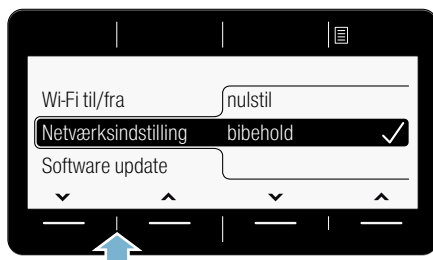 Wi-Fi til/fra nulstil
Netværksindstilling bibehold
Software update